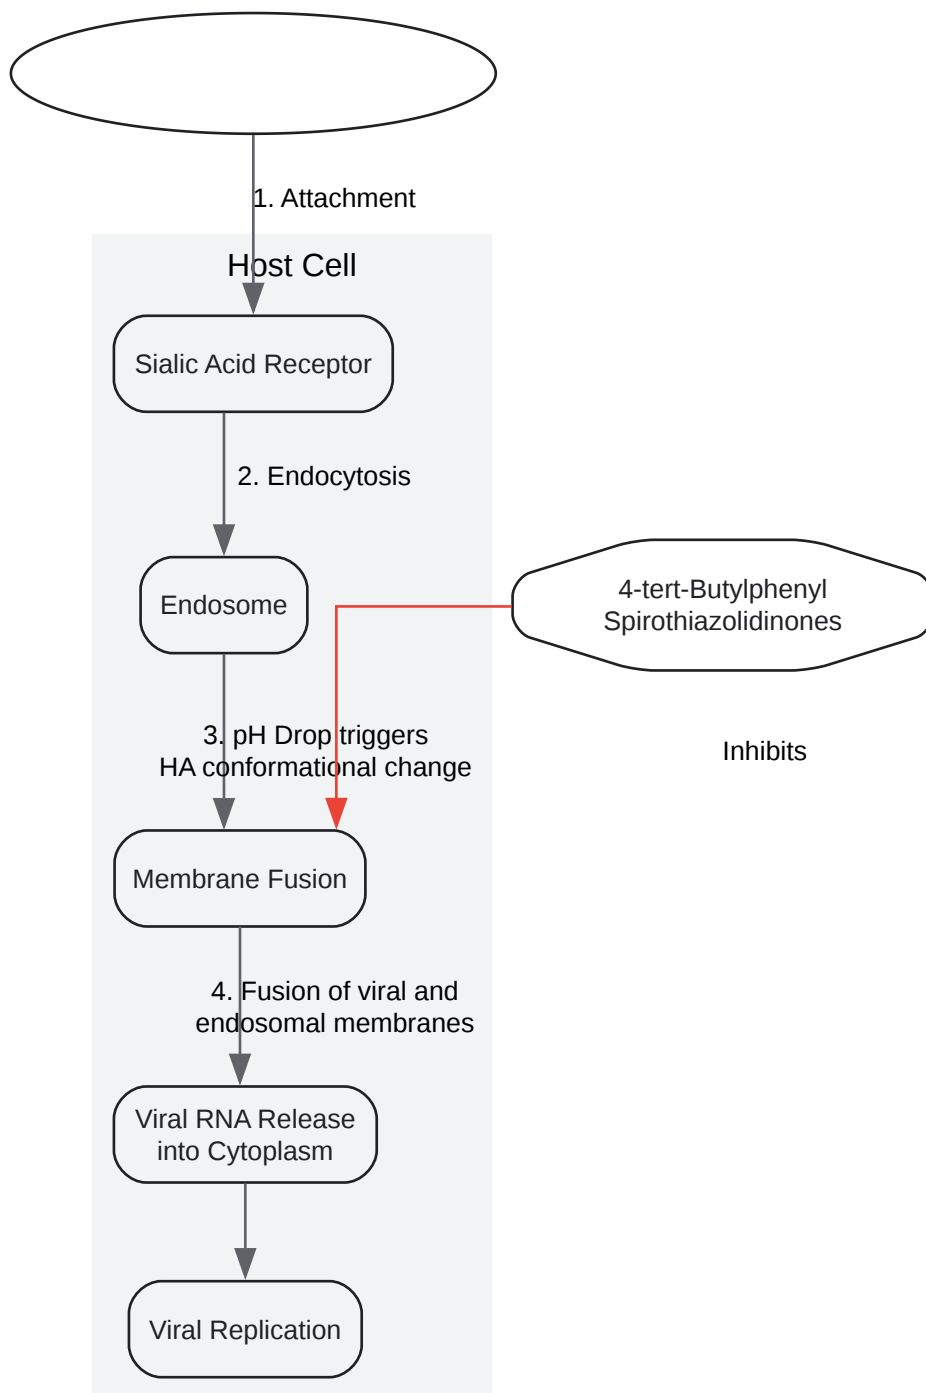 1. Attachment
Host Cell
Sialic Acid Receptor
2. Endocytosis
Endosome
4-tert-Butylphenyl
Spirothiazolidinones
3. pH Drop triggers
HA conformational change
Inhibits
Membrane Fusion
4. Fusion of viral and
endosomal membranes
Viral RNA Release
into Cytoplasm
Viral Replication